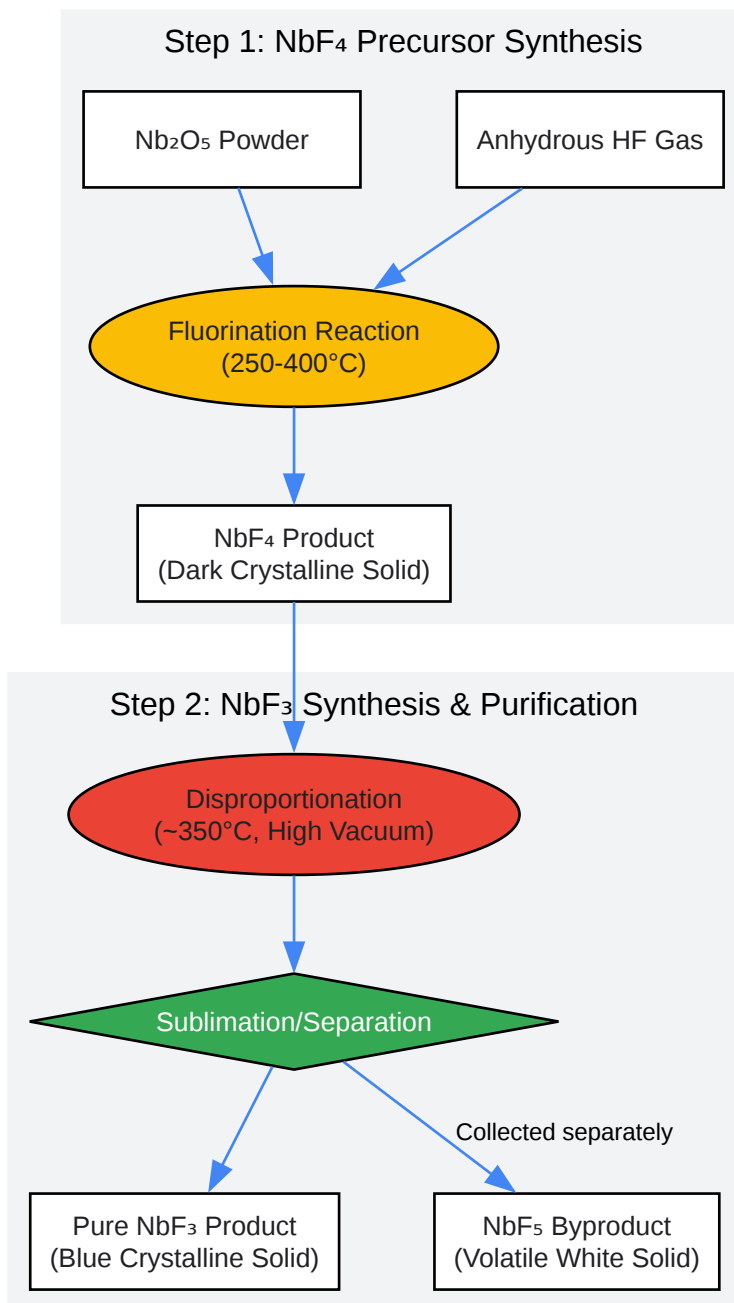 Step 1: NbF₄ Precursor Synthesis
Nb₂O₅ Powder
Anhydrous HF Gas
Fluorination Reaction
(250-400°C)
NbF₄ Product
(Dark Crystalline Solid)
Step 2: NbF₃ Synthesis & Purification
Disproportionation
(~350°C, High Vacuum)
Sublimation/Separation
Collected separately
Pure NbF₃ Product
(Blue Crystalline Solid)
NbF₅ Byproduct
(Volatile White Solid)